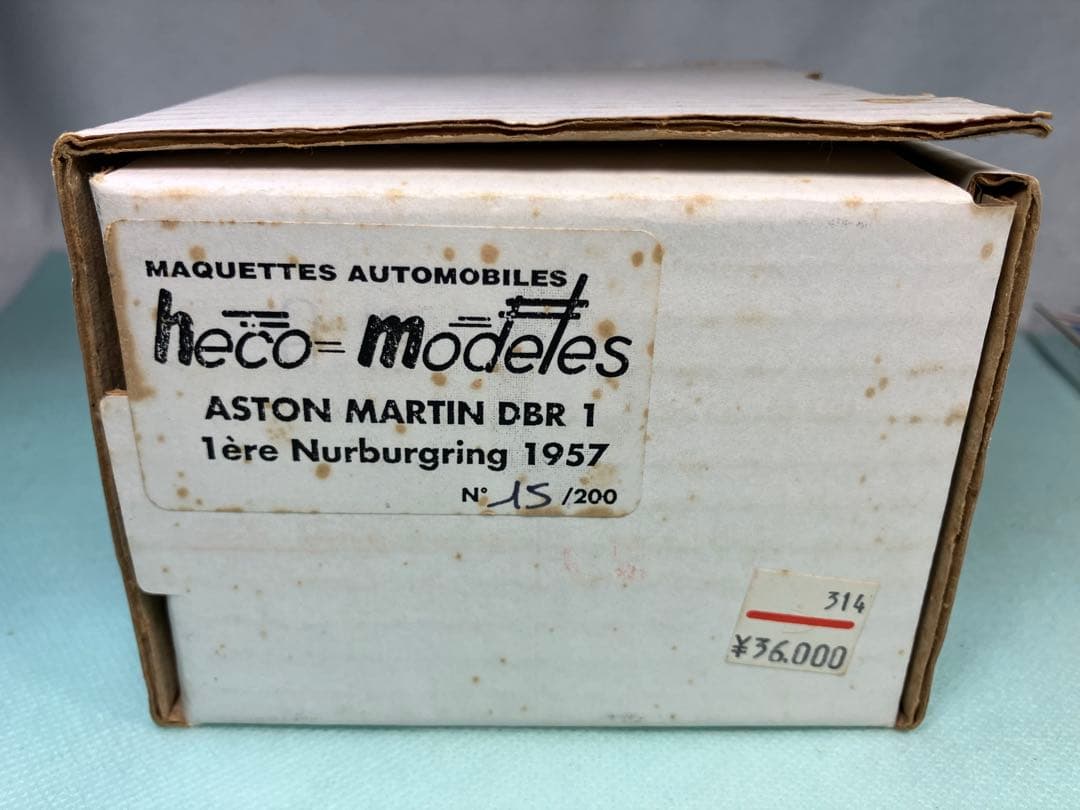 MAQUETTES AUTOMOBILES
heco-modeles
ASTON MARTIN DBR 1
1ère Nurburgring 1957
N° 15 /200
314
¥36.000